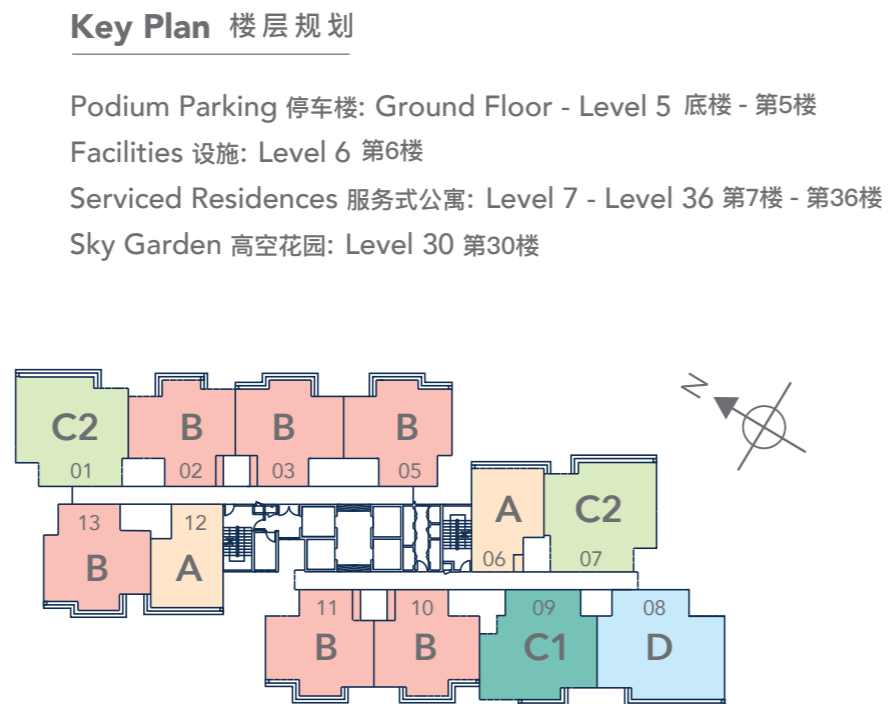 Key Plan 楼层规划
Podium Parking 停车楼: Ground Floor - Level 5 底楼 - 第5楼
Facilities 设施: Level 6 第6楼
Serviced Residences 服务式公寓: Level 7 - Level 36 第7楼 - 第36楼
Sky Garden 高空花园: Level 30 第30楼
N
C2 B B B
01 02 03 05
A C2
06 07
13 12
B A
11 10 09 08
B B C1 D